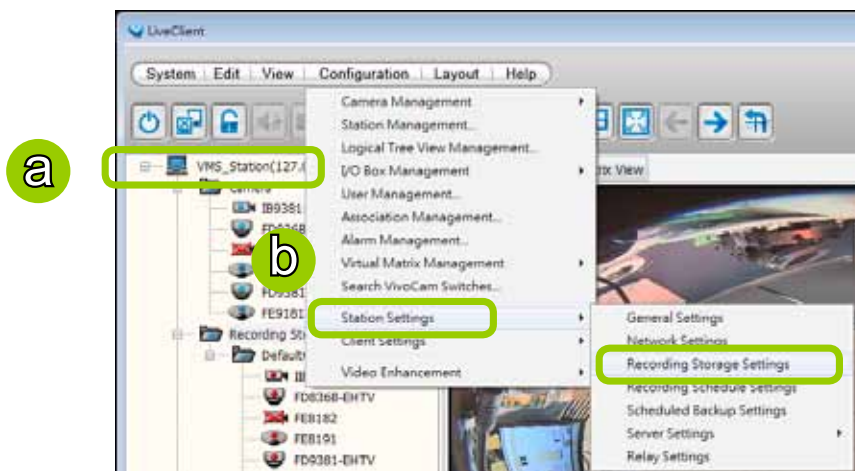 LiveClient
System Edit View Configuration Layout Help
a
VMS_Station(127.
Camera
IB9381
b
FD9381
FE9181
Recording
Default
FD8368-EHTV
FE8182
FE8191
FD9381-EHTV
Camera Management
Station Management...
Logical Tree View Management...
I/O Box Management
User Management...
Association Management...
Alarm Management...
Virtual Matrix Management
Search VivoCam Switches...
Station Settings
Client Settings
Video Enhancement
View
General Settings
Network Settings
Recording Storage Settings
Recording Schedule Settings
Scheduled Backup Settings
Server Settings
Relay Settings